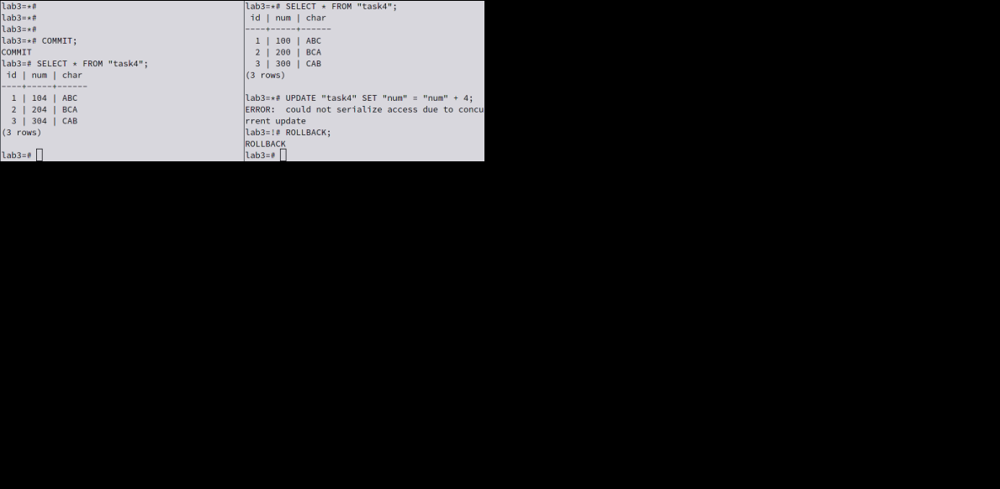 lab3=*#
lab3=*#
lab3=*#
lab3=*# COMMIT;
COMMIT
lab3=# SELECT * FROM "task4";
 id | num | char
----+-----+------
  1 | 104 | ABC
  2 | 204 | BCA
  3 | 304 | CAB
(3 rows)

lab3=#
lab3=*# SELECT * FROM "task4";
 id | num | char
----+-----+------
  1 | 100 | ABC
  2 | 200 | BCA
  3 | 300 | CAB
(3 rows)

lab3=*# UPDATE "task4" SET "num" = "num" + 4;
ERROR:  could not serialize access due to concu
rrent update
lab3=!# ROLLBACK;
ROLLBACK
lab3=#